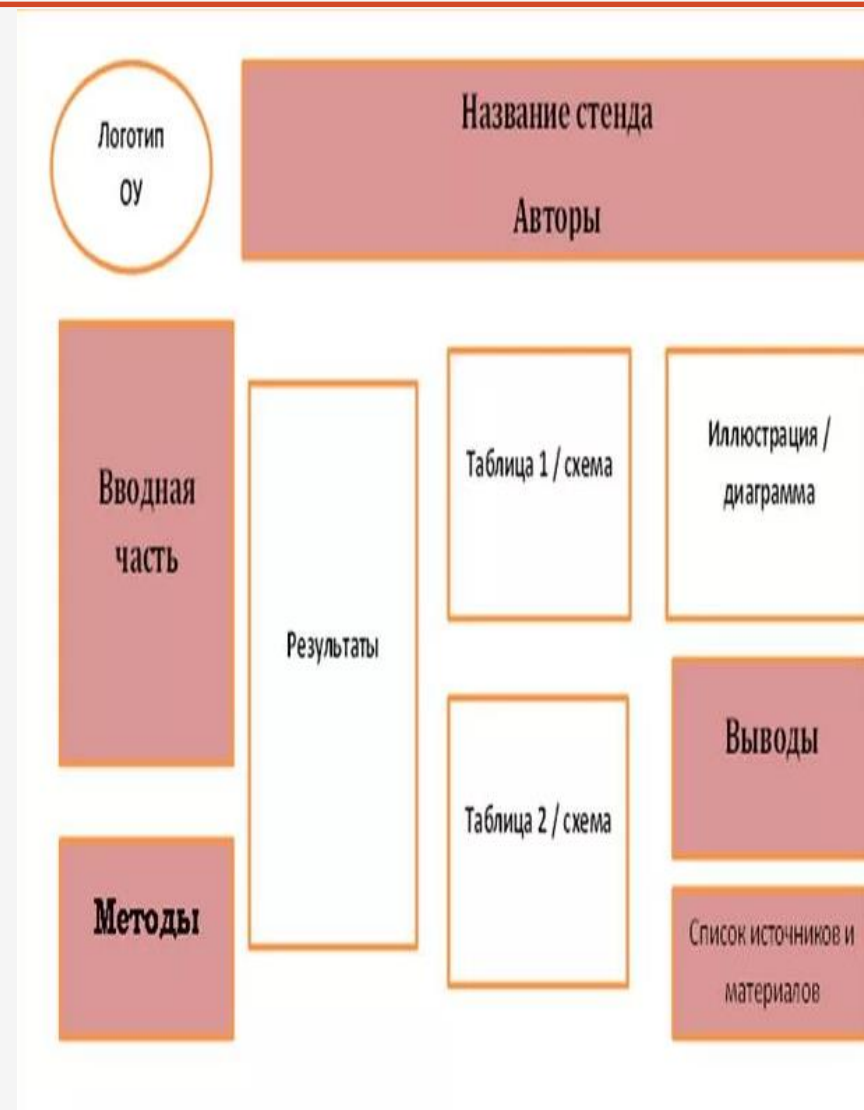 Логотип
ОУ
Название стенда
Авторы
Вводная
часть
Методы
Результаты
Таблица 1 / схема
Таблица 2 / схема
Иллюстрация /
диаграмма
Выводы
Список источников и
материалов